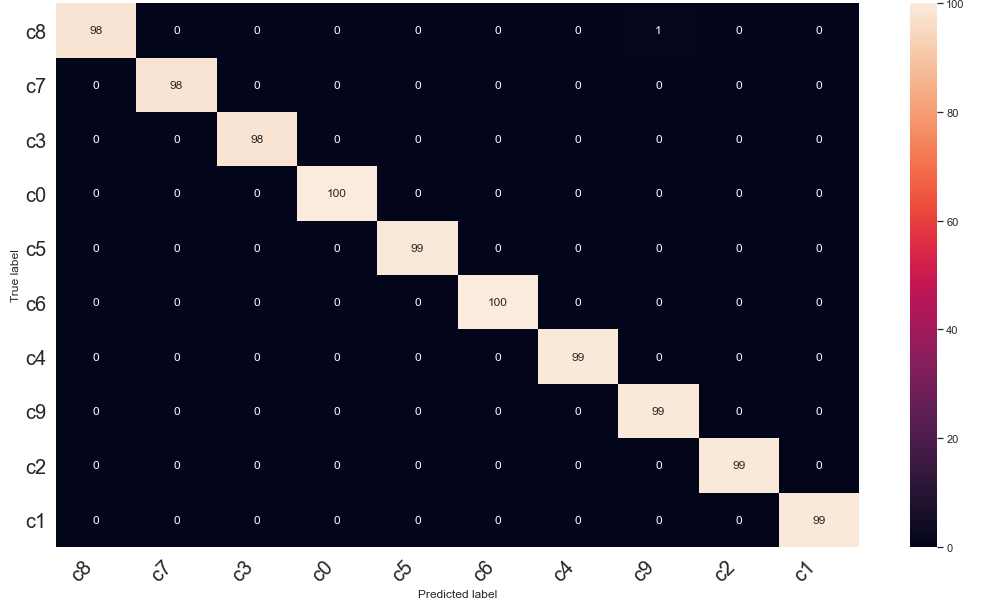 c8 98 0 0 0 0 0 0 1 0 0
c7 0 98 0 0 0 0 0 0 0 0
c3 0 0 98 0 0 0 0 0 0 0
c0 0 0 0 100 0 0 0 0 0 0
c5 0 0 0 0 99 0 0 0 0 0
c6 0 0 0 0 0 100 0 0 0 0
c4 0 0 0 0 0 0 99 0 0 0
c9 0 0 0 0 0 0 0 99 0 0
c2 0 0 0 0 0 0 0 0 99 0
c1 0 0 0 0 0 0 0 0 0 99
c8 c7 c3 c0 c5 c6 c4 c9 c2 c1
Predicted label
True label
100
80
60
40
20
0